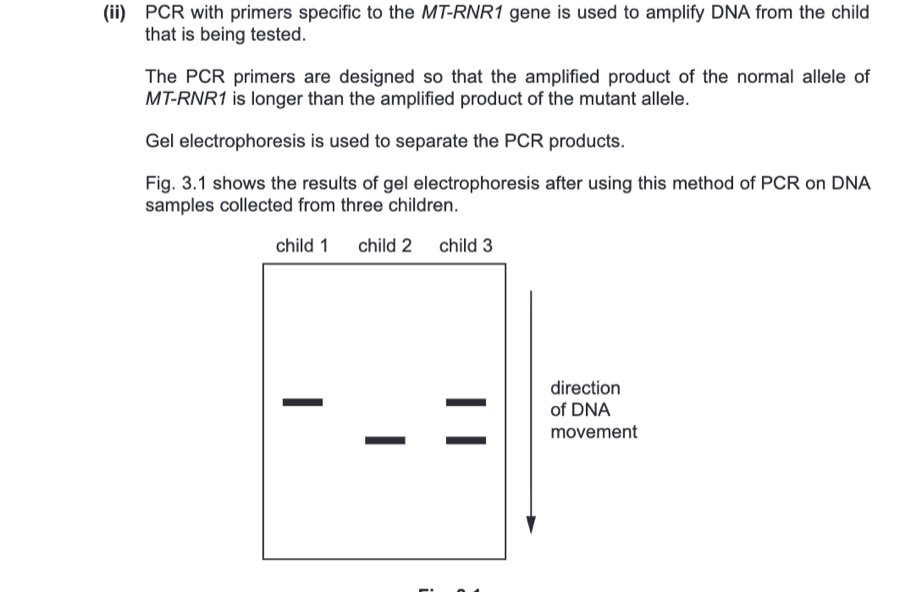 (ii) PCR with primers specific to the MT-RNR1 gene is used to amplify DNA from the child
that is being tested.
The PCR primers are designed so that the amplified product of the normal allele of
MT-RNR1 is longer than the amplified product of the mutant allele.
Gel electrophoresis is used to separate the PCR products.
Fig. 3.1 shows the results of gel electrophoresis after using this method of PCR on DNA
samples collected from three children.
child 1 child 2 child 3
direction
of DNA
movement